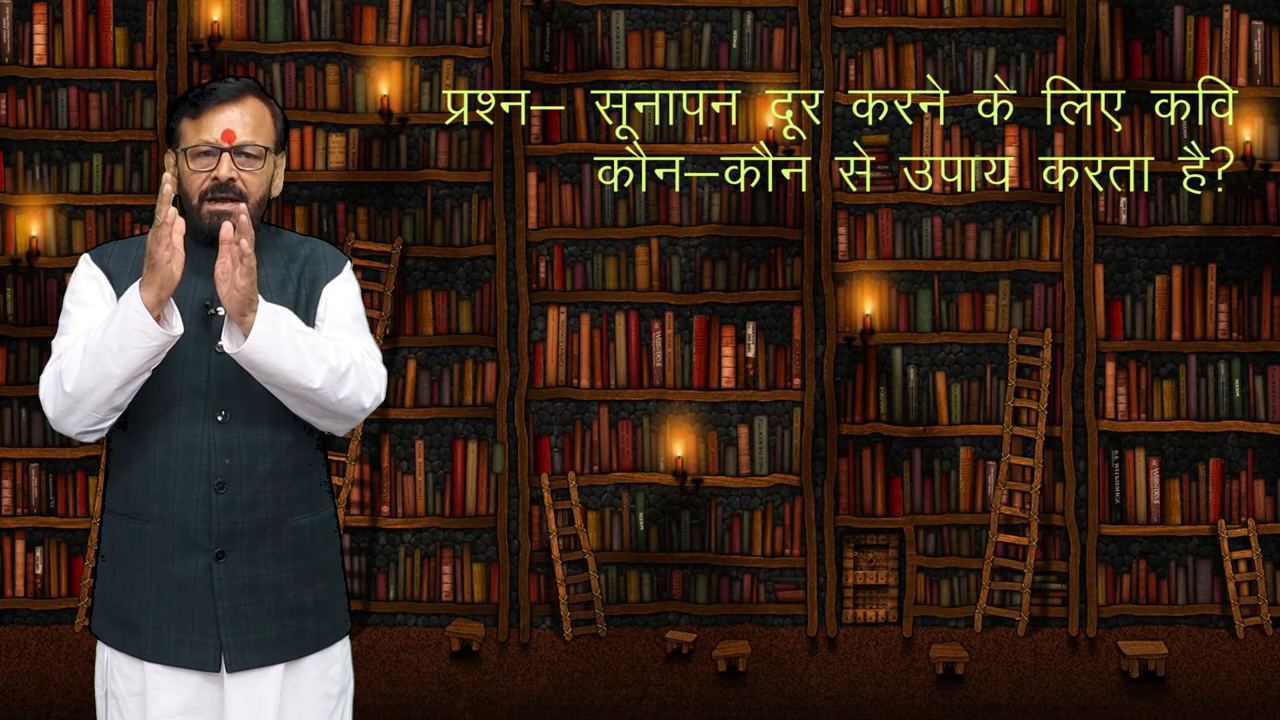 प्रश्न– सूनापन दूर करने के लिए कवि
कौन–कौन से उपाय करता है?